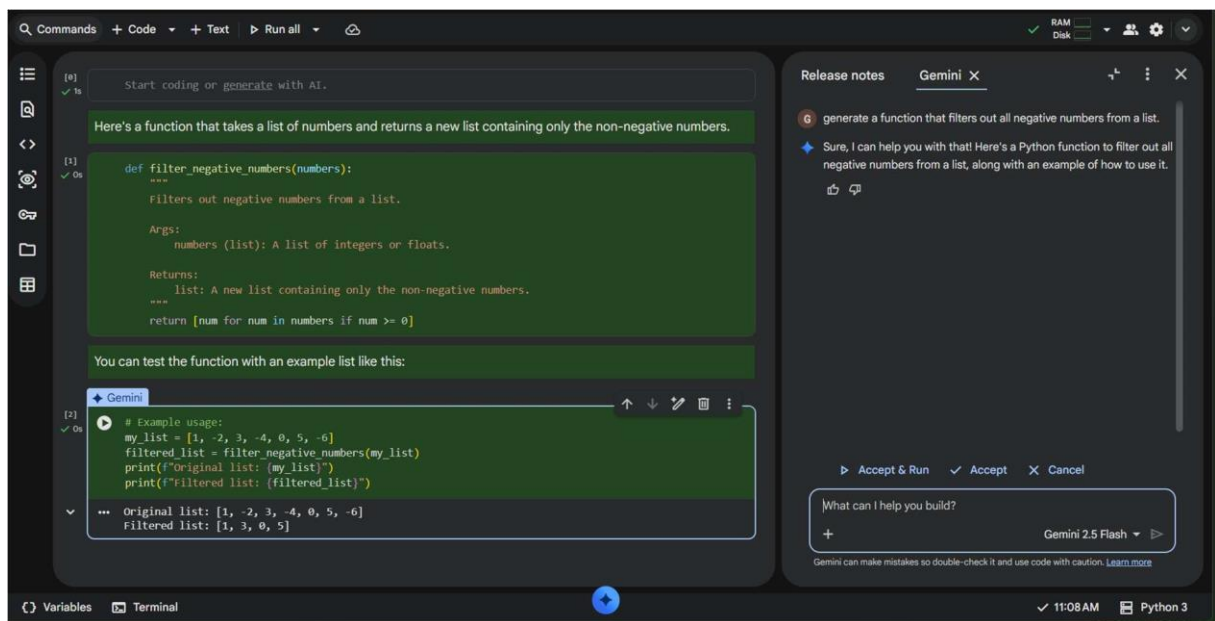 Commands + Code + Text Run all
RAM
Disk
[0]
1s
Start coding or generate with AI.
Here's a function that takes a list of numbers and returns a new list containing only the non-negative numbers.
[1]
0s
def filter_negative_numbers(numbers):
"""
Filters out negative numbers from a list.
Args:
numbers (list): A list of integers or floats.
Returns:
list: A new list containing only the non-negative numbers.
"""
return [num for num in numbers if num >= 0]
You can test the function with an example list like this:
Gemini
[2]
0s
# Example usage:
my_list = [1, -2, 3, -4, 0, 5, -6]
filtered_list = filter_negative_numbers(my_list)
print(f"Original list: {my_list}")
print(f"Filtered list: {filtered_list}")
Original list: [1, -2, 3, -4, 0, 5, -6]
Filtered list: [1, 3, 0, 5]
Release notes Gemini
G generate a function that filters out all negative numbers from a list.
Sure, I can help you with that! Here's a Python function to filter out all
negative numbers from a list, along with an example of how to use it.
Accept & Run Accept Cancel
What can I help you build?
+ Gemini 2.5 Flash
Gemini can make mistakes so double-check it and use code with caution. Learn more
{} Variables Terminal
11:08 AM Python 3